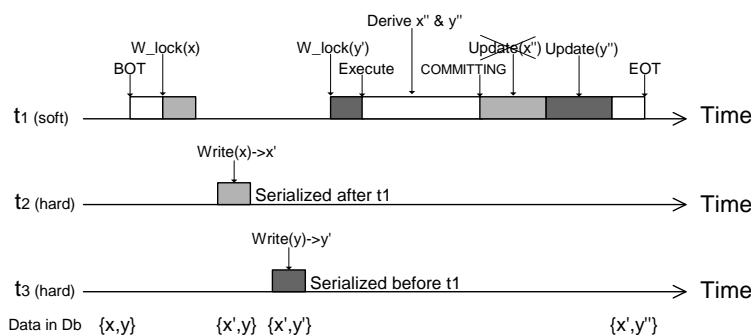 Derive x" & y"
W_lock(x)
W_lock(y')
Update(x")
Update(y")
BOT
Execute
COMMITTING
EOT
t1 (soft)
Time
Write(x)->x'
Serialized after t1
t2 (hard)
Time
Write(y)->y'
Serialized before t1
t3 (hard)
Time
Data in Db
{x,y}
{x',y}
{x',y'}
{x',y"}